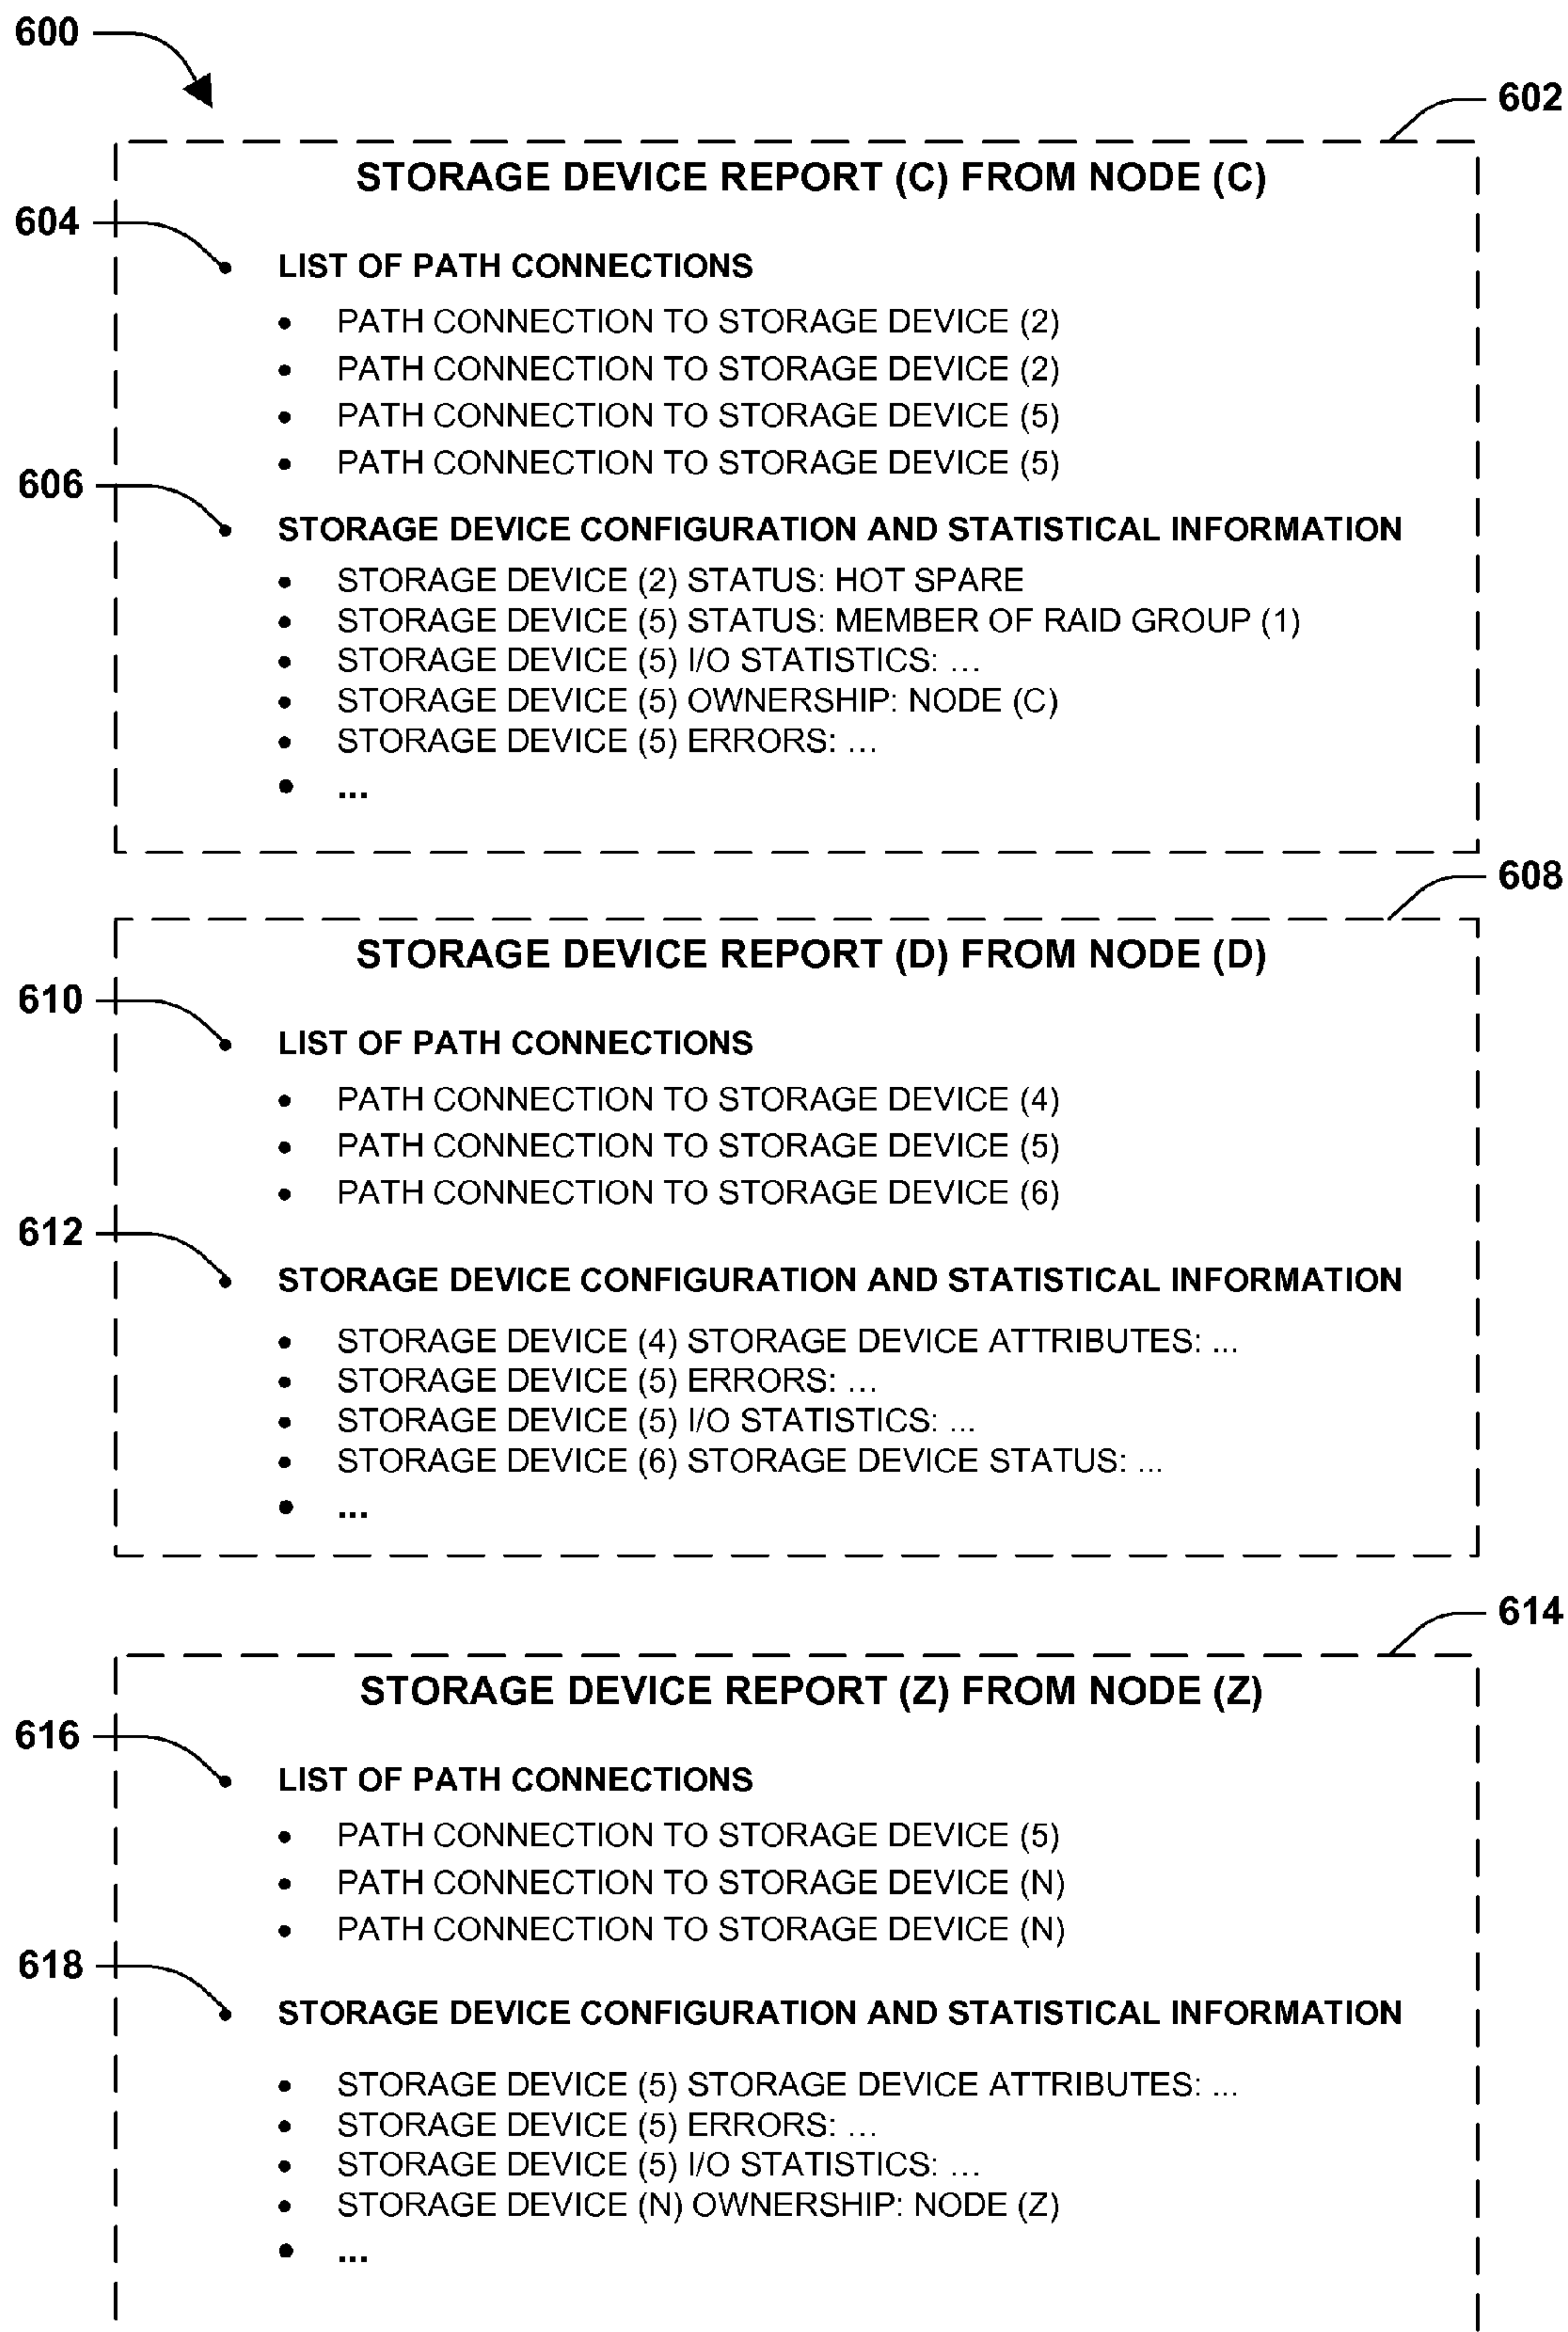 600
602
STORAGE DEVICE REPORT (C) FROM NODE (C)
604
• LIST OF PATH CONNECTIONS
• PATH CONNECTION TO STORAGE DEVICE (2)
• PATH CONNECTION TO STORAGE DEVICE (2)
• PATH CONNECTION TO STORAGE DEVICE (5)
• PATH CONNECTION TO STORAGE DEVICE (5)
606
• STORAGE DEVICE CONFIGURATION AND STATISTICAL INFORMATION
• STORAGE DEVICE (2) STATUS: HOT SPARE
• STORAGE DEVICE (5) STATUS: MEMBER OF RAID GROUP (1)
• STORAGE DEVICE (5) I/O STATISTICS: ...
• STORAGE DEVICE (5) OWNERSHIP: NODE (C)
• STORAGE DEVICE (5) ERRORS: ...
• ...
608
STORAGE DEVICE REPORT (D) FROM NODE (D)
610
• LIST OF PATH CONNECTIONS
• PATH CONNECTION TO STORAGE DEVICE (4)
• PATH CONNECTION TO STORAGE DEVICE (5)
• PATH CONNECTION TO STORAGE DEVICE (6)
612
• STORAGE DEVICE CONFIGURATION AND STATISTICAL INFORMATION
• STORAGE DEVICE (4) STORAGE DEVICE ATTRIBUTES: ...
• STORAGE DEVICE (5) ERRORS: ...
• STORAGE DEVICE (5) I/O STATISTICS: ...
• STORAGE DEVICE (6) STORAGE DEVICE STATUS: ...
• ...
614
STORAGE DEVICE REPORT (Z) FROM NODE (Z)
616
• LIST OF PATH CONNECTIONS
• PATH CONNECTION TO STORAGE DEVICE (5)
• PATH CONNECTION TO STORAGE DEVICE (N)
• PATH CONNECTION TO STORAGE DEVICE (N)
618
• STORAGE DEVICE CONFIGURATION AND STATISTICAL INFORMATION
• STORAGE DEVICE (5) STORAGE DEVICE ATTRIBUTES: ...
• STORAGE DEVICE (5) ERRORS: ...
• STORAGE DEVICE (5) I/O STATISTICS: ...
• STORAGE DEVICE (N) OWNERSHIP: NODE (Z)
• ...